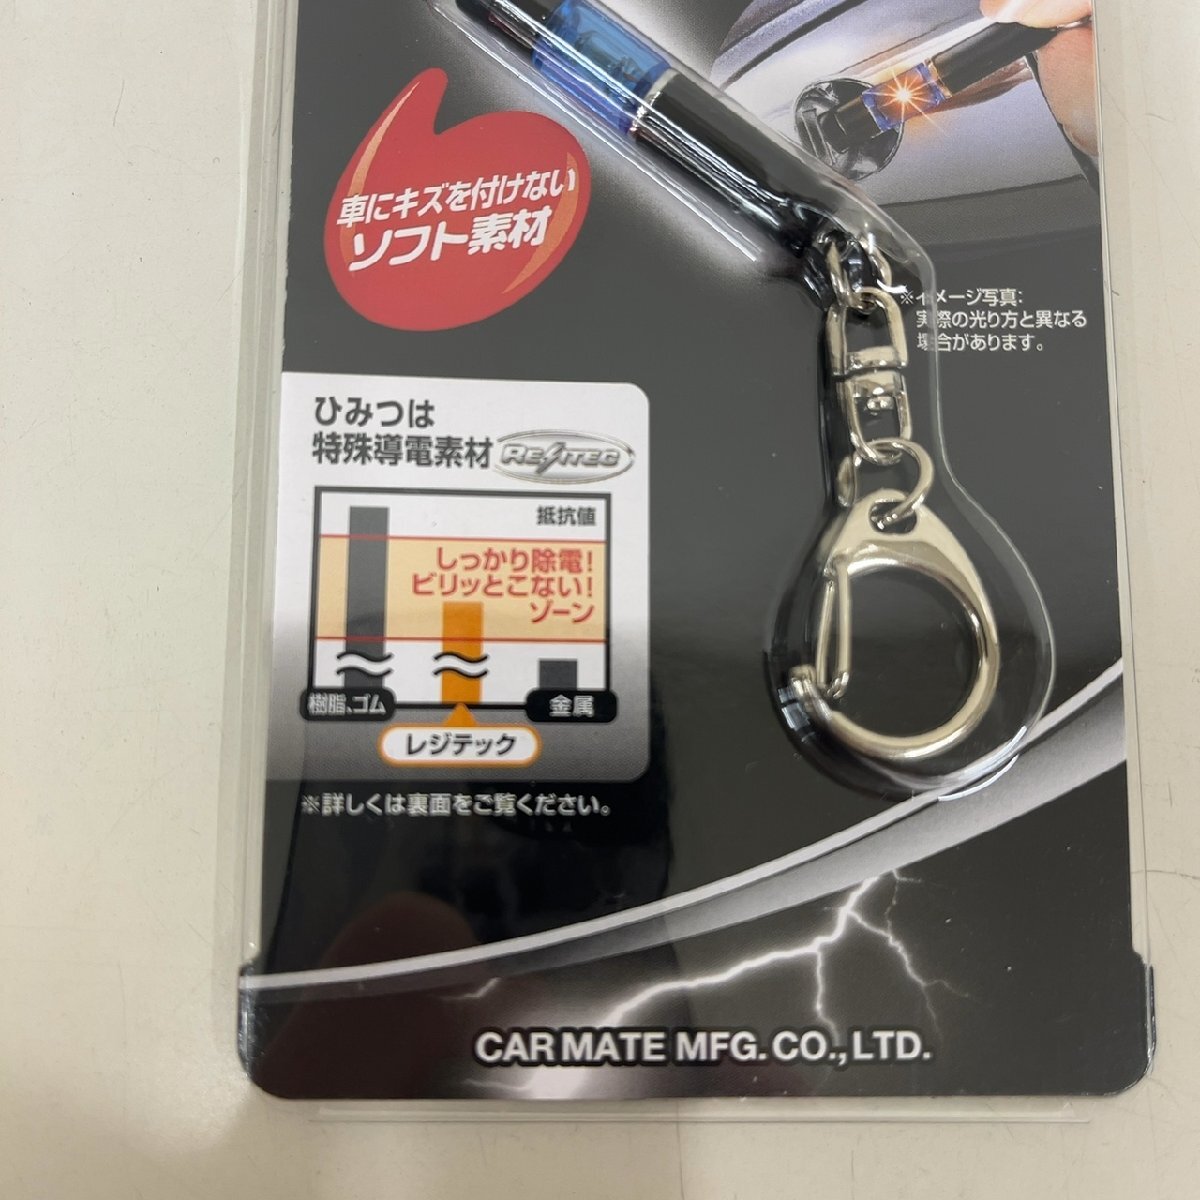 車にキズを付けない
ソフト素材
※イメージ写真:
実際の光り方と異なる
場合があります。
ひみつは
特殊導電素材 RESITEC
抵抗値
しっかり除電!
ビリッとこない!
ゾーン
樹脂、ゴム
金属
レジテック
※詳しくは裏面をご覧ください。
CAR MATE MFG. CO., LTD.